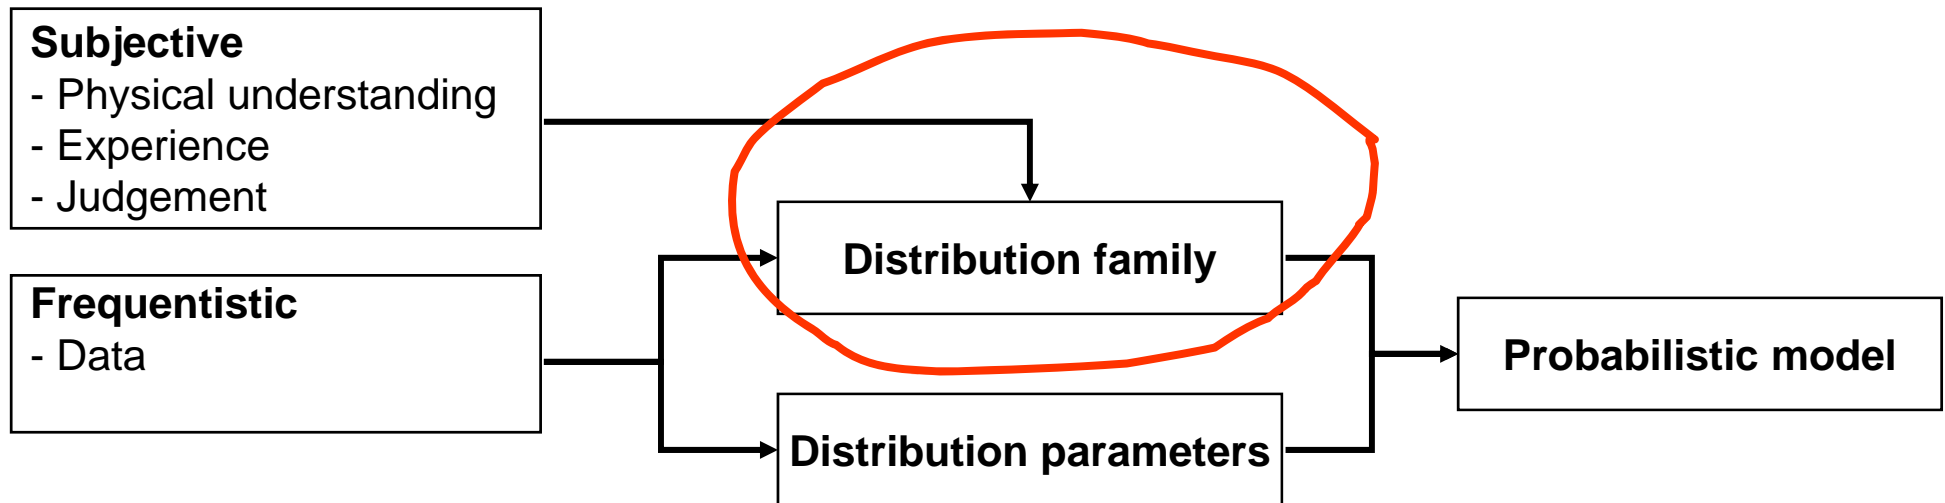 Subjective
- Physical understanding
- Experience
- Judgement
Frequentistic
- Data
Distribution family
Distribution parameters
Probabilistic model